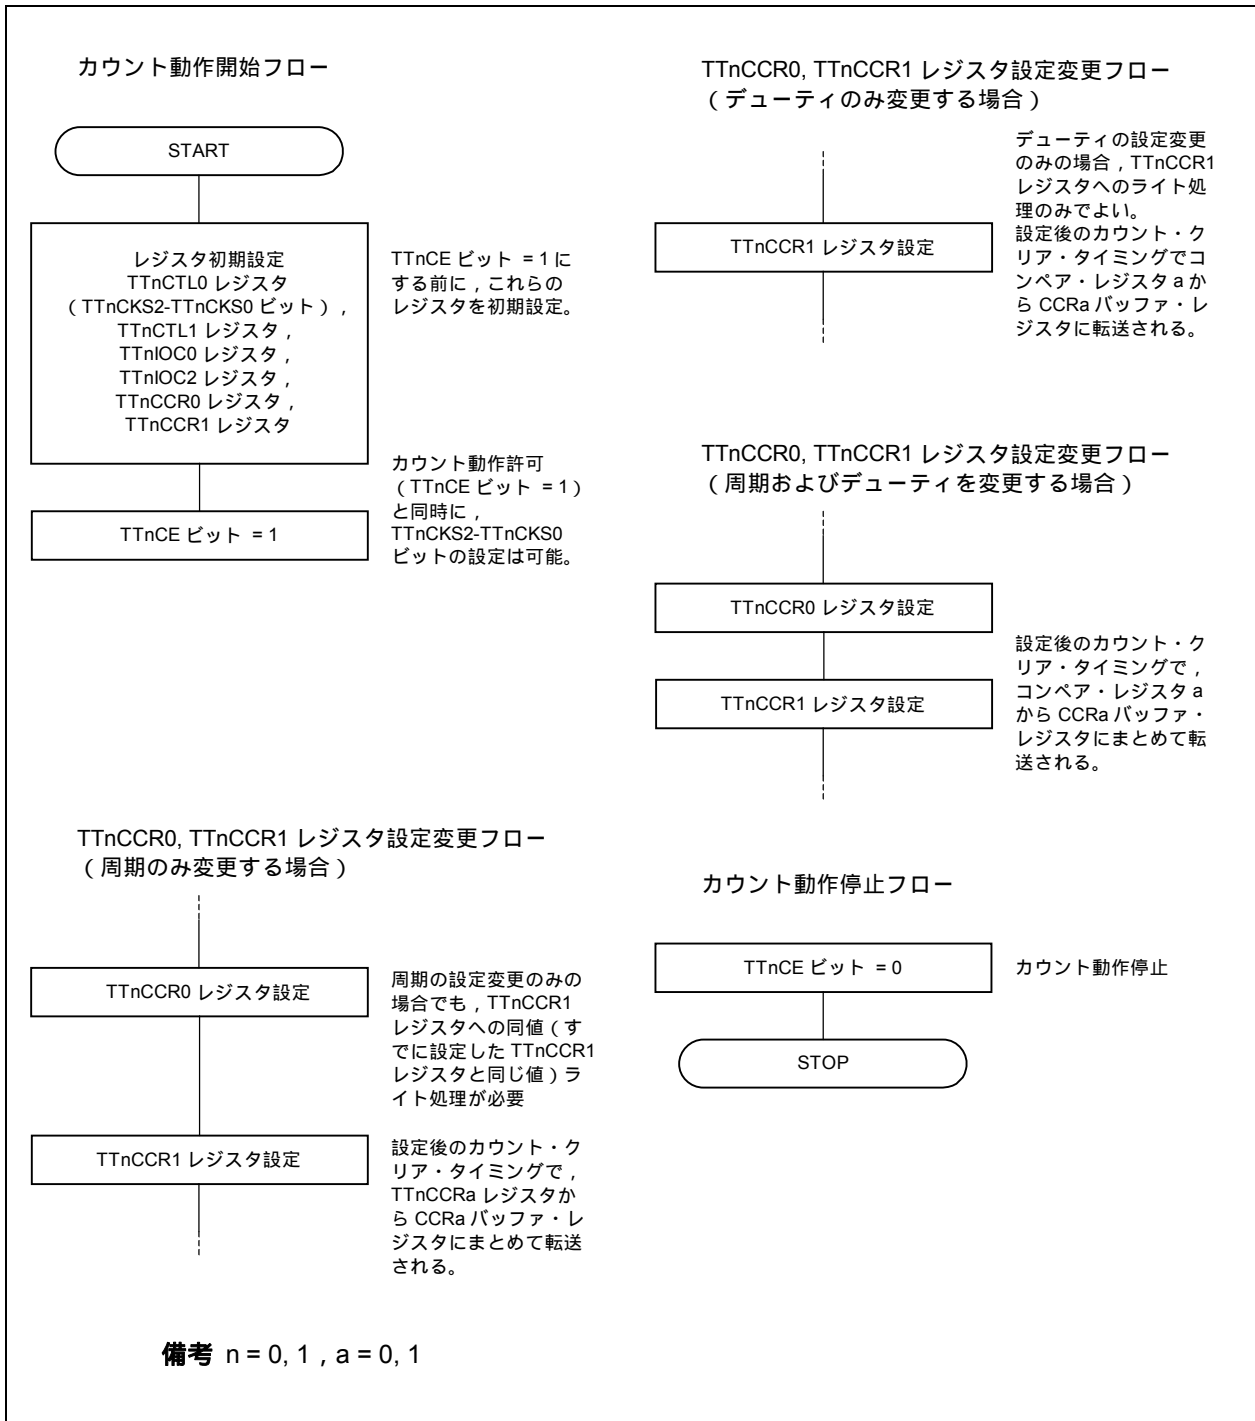 カウント動作開始フロー
START
レジスタ初期設定
TTnCTL0 レジスタ
（TTnCKS2-TTnCKS0 ビット），
TTnCTL1 レジスタ，
TTnIOC0 レジスタ，
TTnIOC2 レジスタ，
TTnCCR0 レジスタ，
TTnCCR1 レジスタ
TTnCE ビット = 1 に
する前に，これらの
レジスタを初期設定。
TTnCE ビット = 1
カウント動作許可
（TTnCE ビット = 1）
と同時に，
TTnCKS2-TTnCKS0
ビットの設定は可能。
TTnCCR0, TTnCCR1 レジスタ設定変更フロー
（周期のみ変更する場合）
TTnCCR0 レジスタ設定
周期の設定変更のみの
場合でも，TTnCCR1
レジスタへの同値（す
でに設定した TTnCCR1
レジスタと同じ値）ラ
イト処理が必要
TTnCCR1 レジスタ設定
設定後のカウント・ク
リア・タイミングで，
TTnCCRa レジスタか
ら CCRa バッファ・レ
ジスタにまとめて転送
される。
TTnCCR0, TTnCCR1 レジスタ設定変更フロー
（デューティのみ変更する場合）
TTnCCR1 レジスタ設定
デューティの設定変更
のみの場合，TTnCCR1
レジスタへのライト処
理のみでよい。
設定後のカウント・ク
リア・タイミングでコ
ンペア・レジスタ a か
ら CCRa バッファ・レ
ジスタに転送される。
TTnCCR0, TTnCCR1 レジスタ設定変更フロー
（周期およびデューティを変更する場合）
TTnCCR0 レジスタ設定
TTnCCR1 レジスタ設定
設定後のカウント・ク
リア・タイミングで，
コンペア・レジスタ a
から CCRa バッファ・
レジスタにまとめて転
送される。
カウント動作停止フロー
TTnCE ビット = 0
カウント動作停止
STOP
備考 n = 0, 1，a = 0, 1